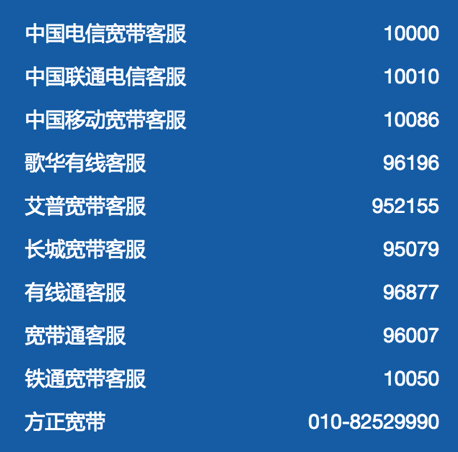 中国电信宽带客服 10000
中国联通电信客服 10010
中国移动宽带客服 10086
歌华有线客服 96196
艾普宽带客服 952155
长城宽带客服 95079
有线通客服 96877
宽带通客服 96007
铁通宽带客服 10050
方正宽带 010-82529990